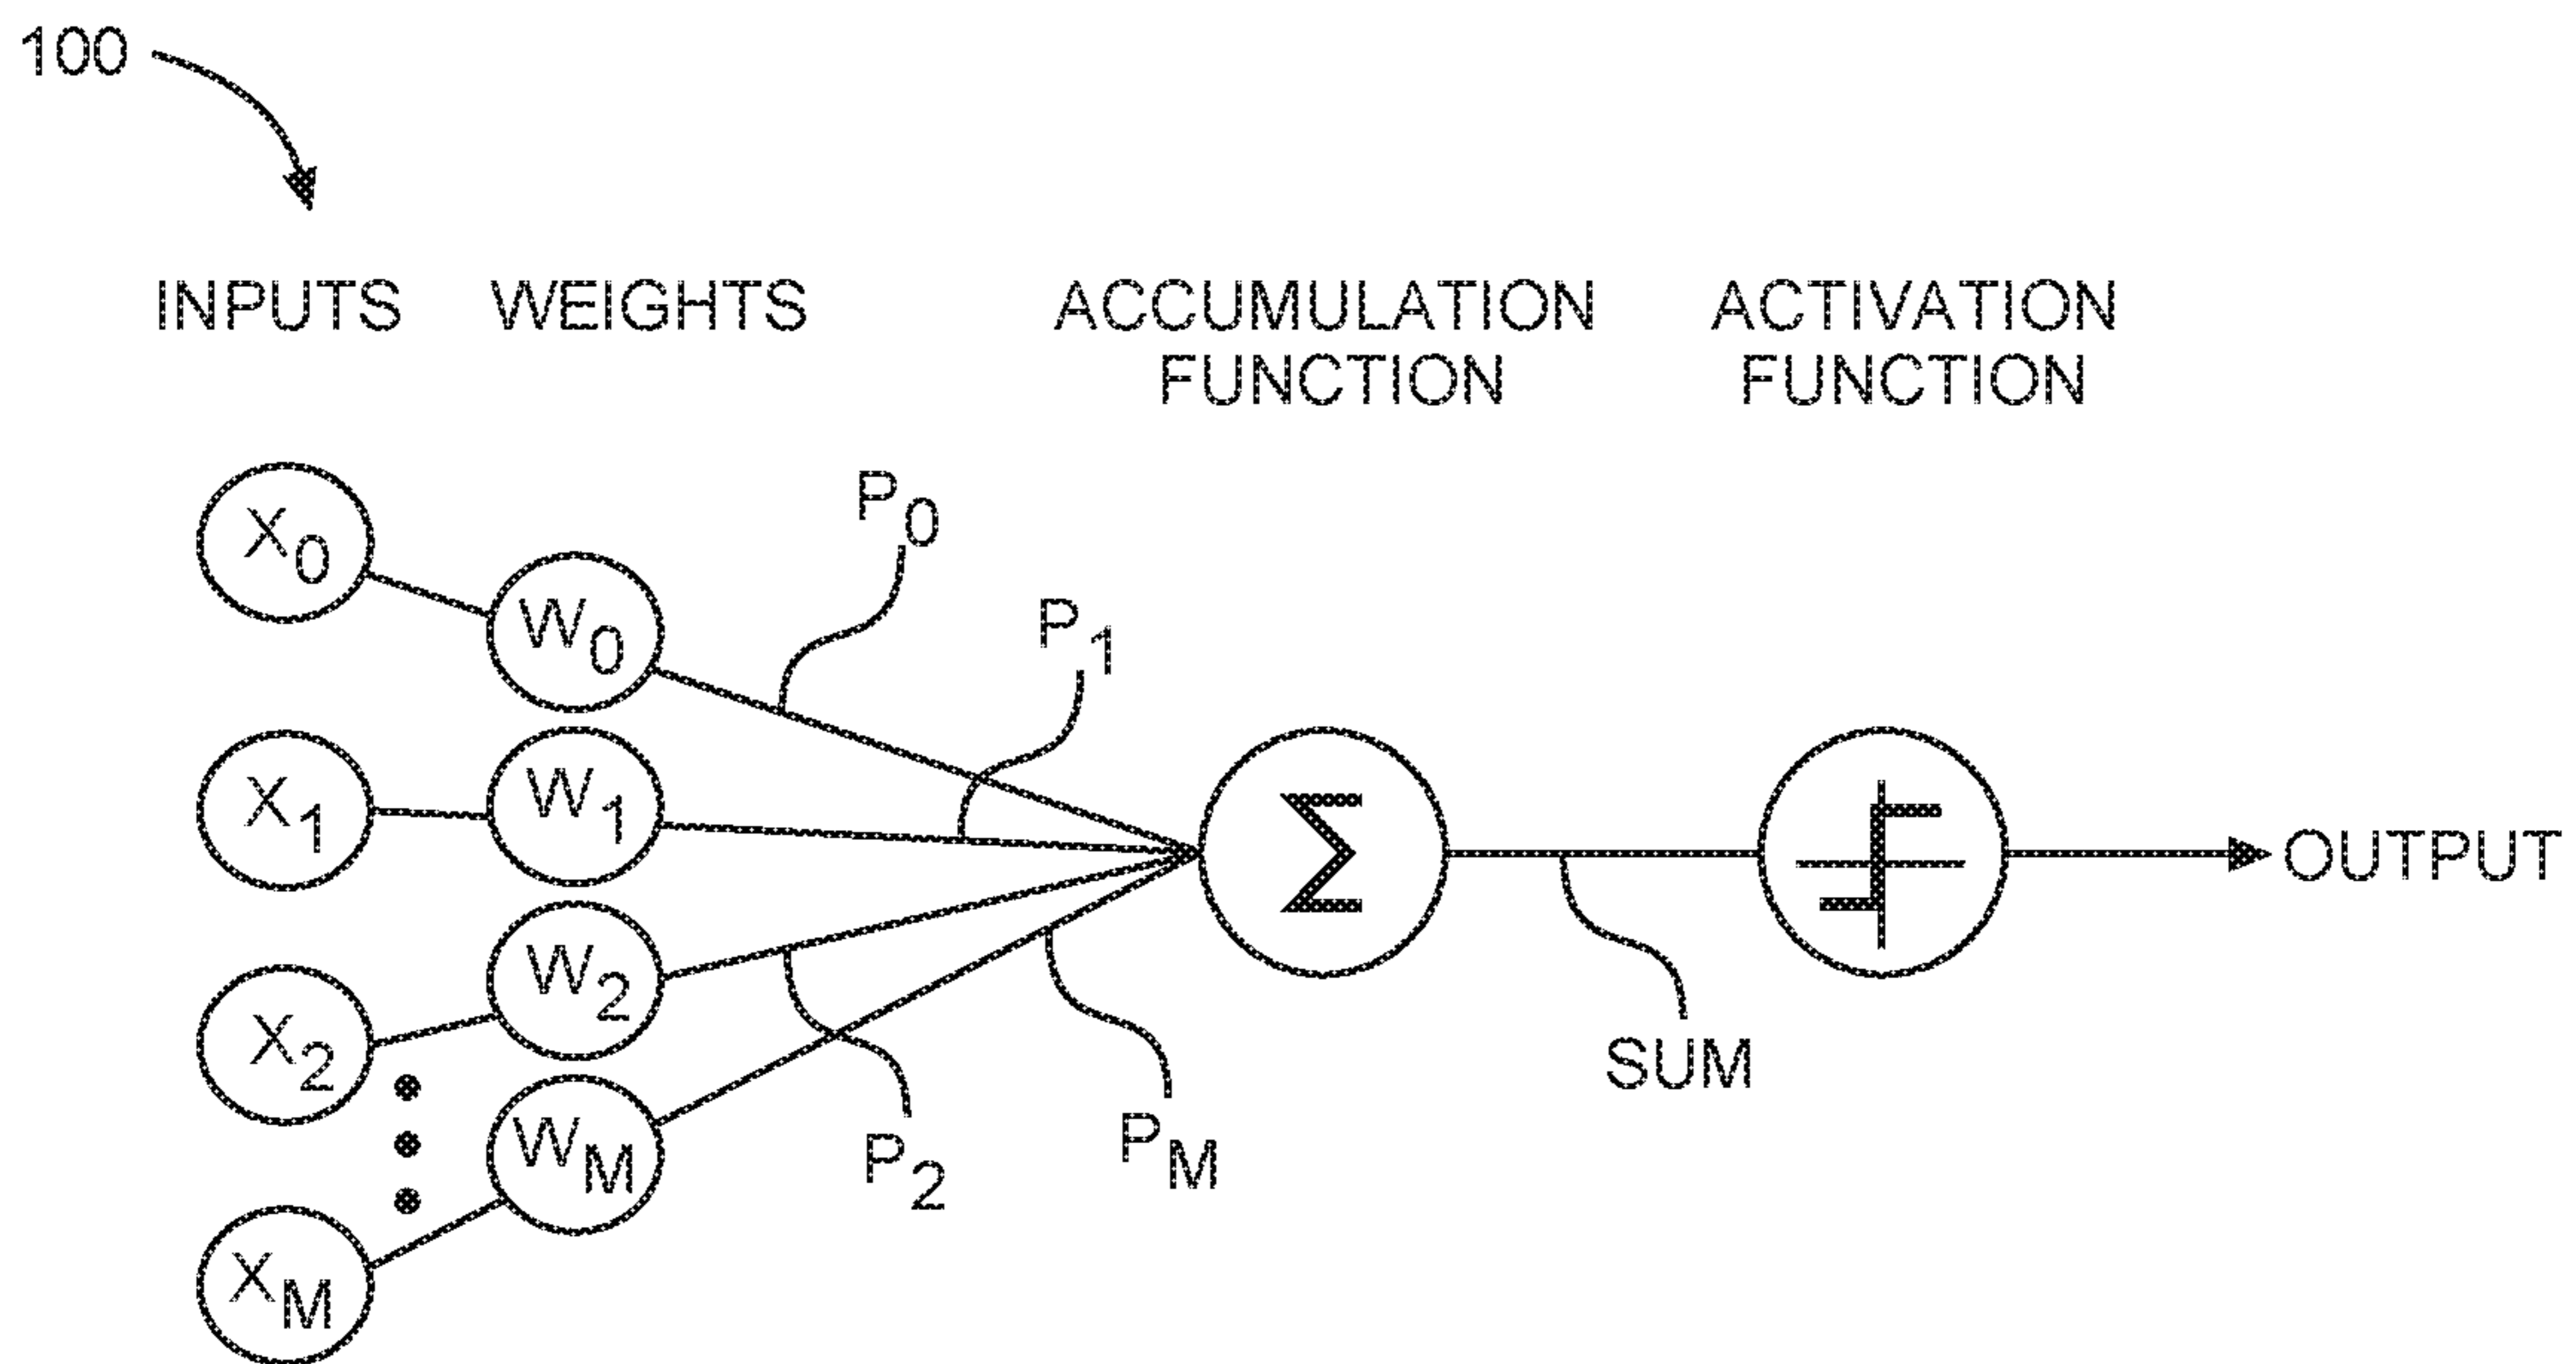 100
INPUTS WEIGHTS ACCUMULATION FUNCTION ACTIVATION FUNCTION
X0
W0
P0
P1
X1
W1
Σ
OUTPUT
X2
W2
SUM
P2
PM
WM
XM